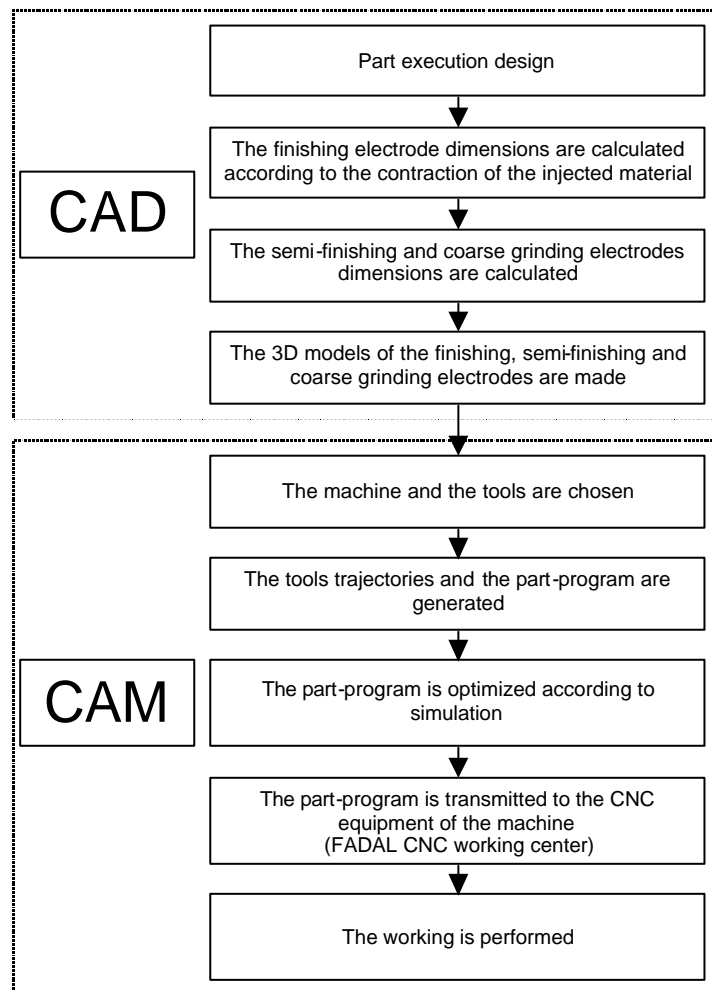 Part execution design
The finishing electrode dimensions are calculated
according to the contraction of the injected material
CAD
The semi-finishing and coarse grinding electrodes
dimensions are calculated
The 3D models of the finishing, semi-finishing and
coarse grinding electrodes are made
The machine and the tools are chosen
The tools trajectories and the part-program are
generated
CAM
The part-program is optimized according to
simulation
The part-program is transmitted to the CNC
equipment of the machine
(FADAL CNC working center)
The working is performed